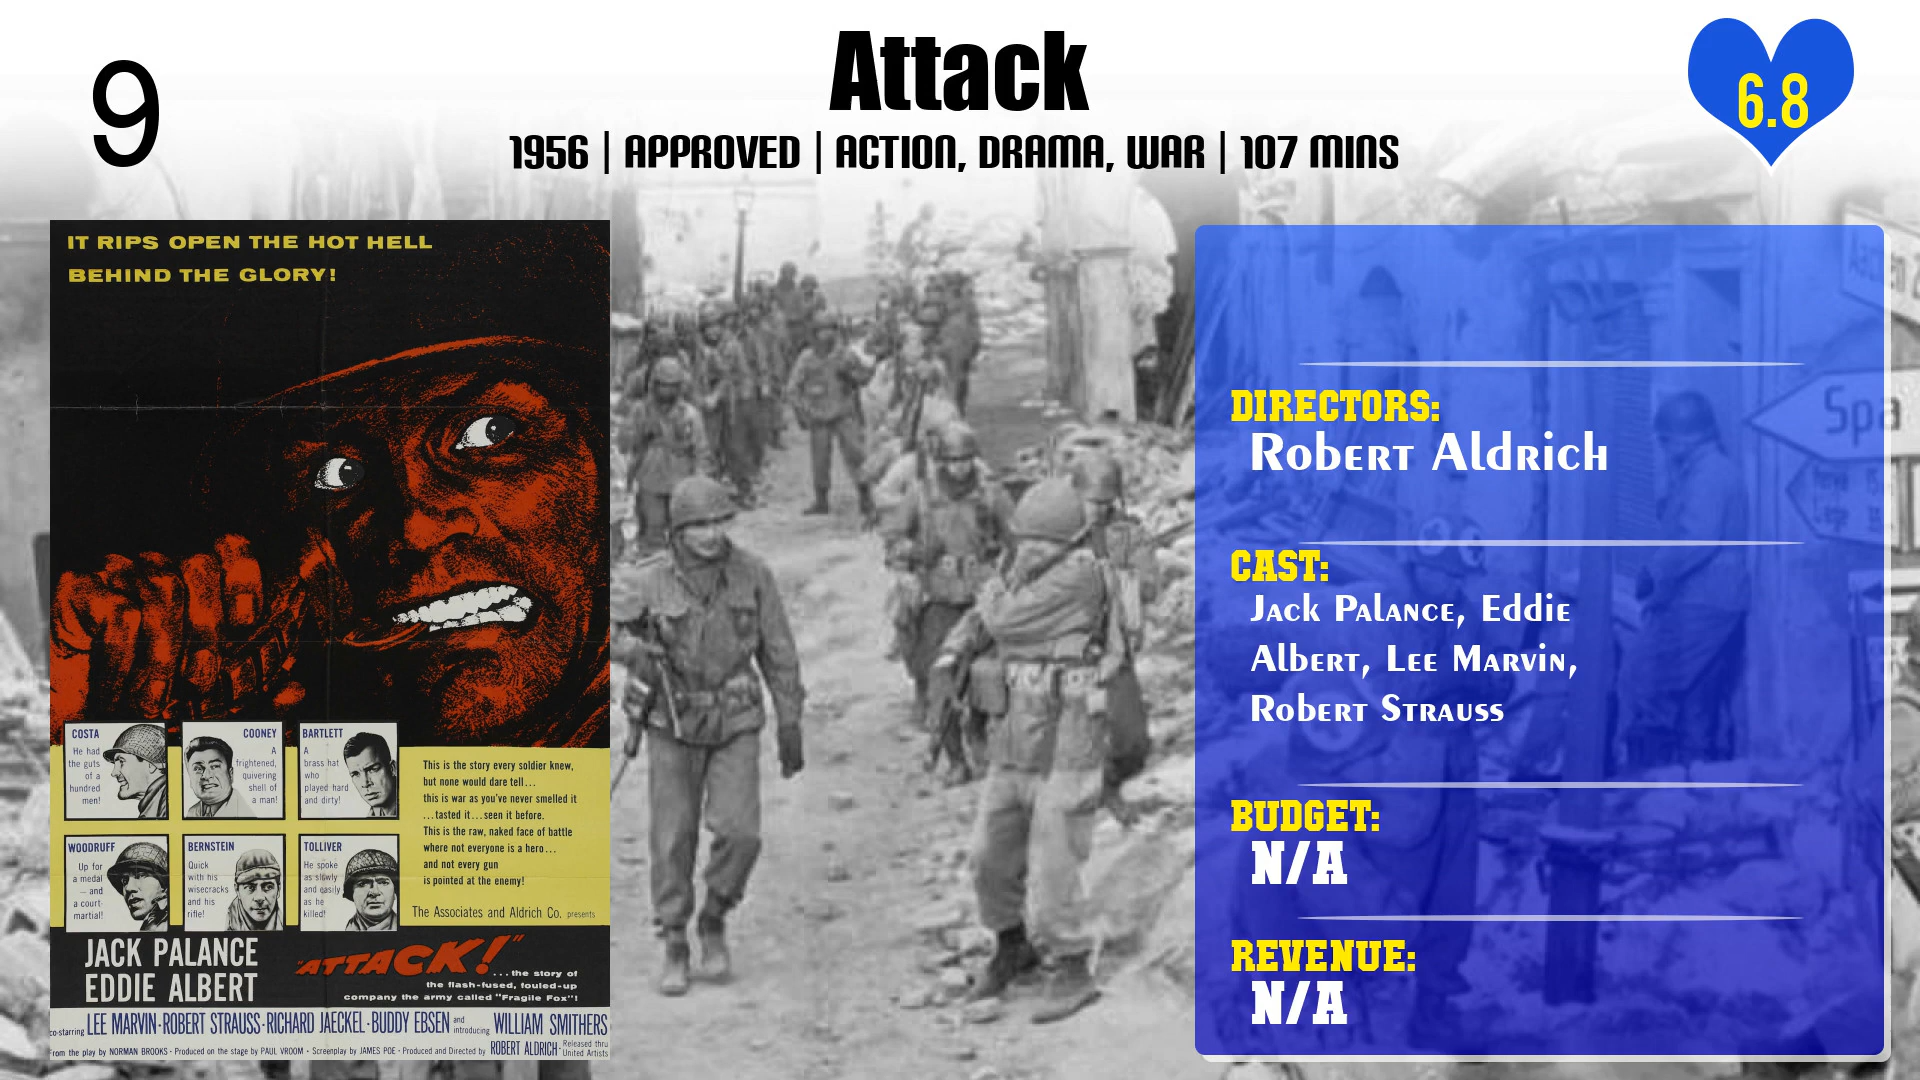 9
Attack
1956 | APPROVED | ACTION, DRAMA, WAR | 107 MINS
6.8
IT RIPS OPEN THE HOT HELL
BEHIND THE GLORY!
COSTA
He had
the guts
of a
hundred
men!
COONEY
A
frightened,
quivering
shell of
a man!
BARTLETT
A
brass hat
who
played hard
and dirty!
WOODRUFF
Up for
a medal
— and
a court-
martial!
BERNSTEIN
Quick
with his
wisecracks
and his
rifle!
TOLLIVER
He spoke
as slowly
and easily
as he
killed!
This is the story every soldier knew,
but none would dare tell...
this is war as you've never smelled it
...tasted it...seen it before.
This is the raw, naked face of battle
where not everyone is a hero...
and not every gun
is pointed at the enemy!
The Associates and Aldrich Co. presents
JACK PALANCE
EDDIE ALBERT
"ATTACK!"
...the story of
the flash-fused, fouled-up
company the army called "Fragile Fox"!
co-starring LEE MARVIN · ROBERT STRAUSS · RICHARD JAECKEL · BUDDY EBSEN and introducing WILLIAM SMITHERS
From the play by NORMAN BROOKS · Produced on the stage by PAUL VROOM · Screenplay by JAMES POE · Produced and Directed by ROBERT ALDRICH · Released thru United Artists
DIRECTORS:
Robert Aldrich
CAST:
Jack Palance, Eddie
Albert, Lee Marvin,
Robert Strauss
BUDGET:
N/A
REVENUE:
N/A
Spa